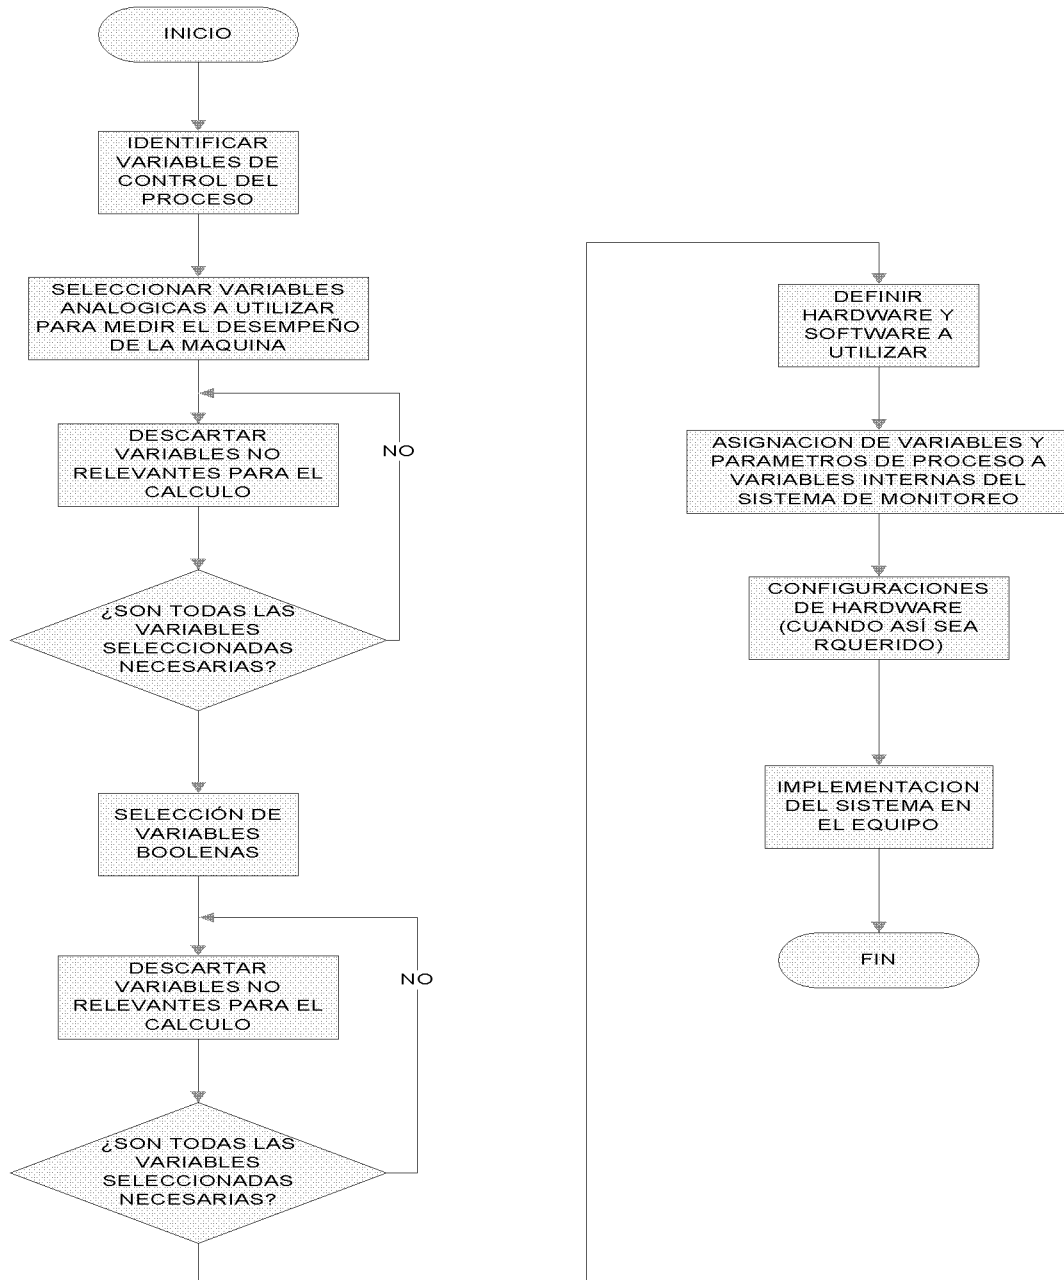 INICIO
IDENTIFICAR
VARIABLES DE
CONTROL DEL
PROCESO
SELECCIONAR VARIABLES
ANALOGICAS A UTILIZAR
PARA MEDIR EL DESEMPEÑO
DE LA MAQUINA
DESCARTAR
VARIABLES NO
RELEVANTES PARA EL
CALCULO
NO
¿SON TODAS LAS
VARIABLES
SELECCIONADAS
NECESARIAS?
SELECCIÓN DE
VARIABLES
BOOLENAS
DESCARTAR
VARIABLES NO
RELEVANTES PARA EL
CALCULO
NO
¿SON TODAS LAS
VARIABLES
SELECCIONADAS
NECESARIAS?
DEFINIR
HARDWARE Y
SOFTWARE A
UTILIZAR
ASIGNACION DE VARIABLES Y
PARAMETROS DE PROCESO A
VARIABLES INTERNAS DEL
SISTEMA DE MONITOREO
CONFIGURACIONES
DE HARDWARE
(CUANDO ASÍ SEA
RQUERIDO)
IMPLEMENTACION
DEL SISTEMA EN
EL EQUIPO
FIN